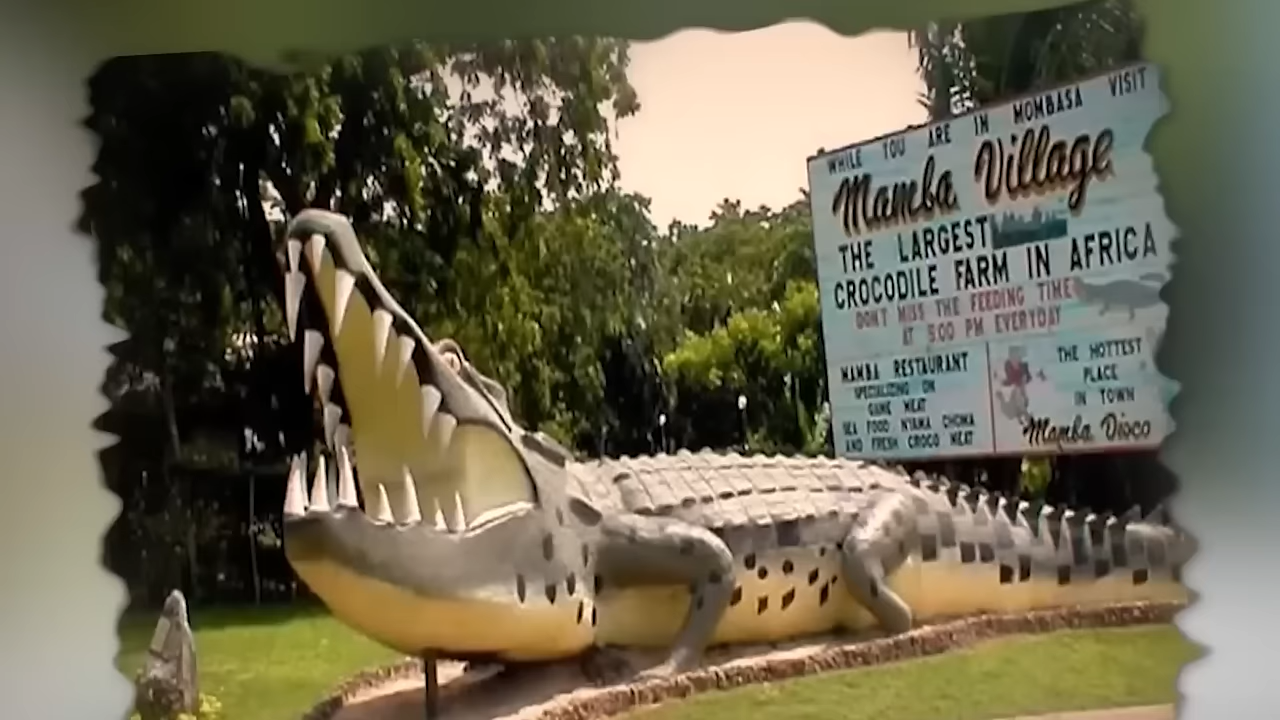 WHILE YOU ARE IN MOMBASA VISIT
Mamba Village
THE LARGEST
CROCODILE FARM IN AFRICA
DON'T MISS THE FEEDING TIME
AT 5:00 PM EVERYDAY
MAMBA RESTAURANT
SPECIALIZING ON
GAME MEAT
SEA FOOD NYAMA CHOMA
AND FRESH CROCO MEAT
THE HOTTEST
PLACE
IN TOWN
Mamba Disco